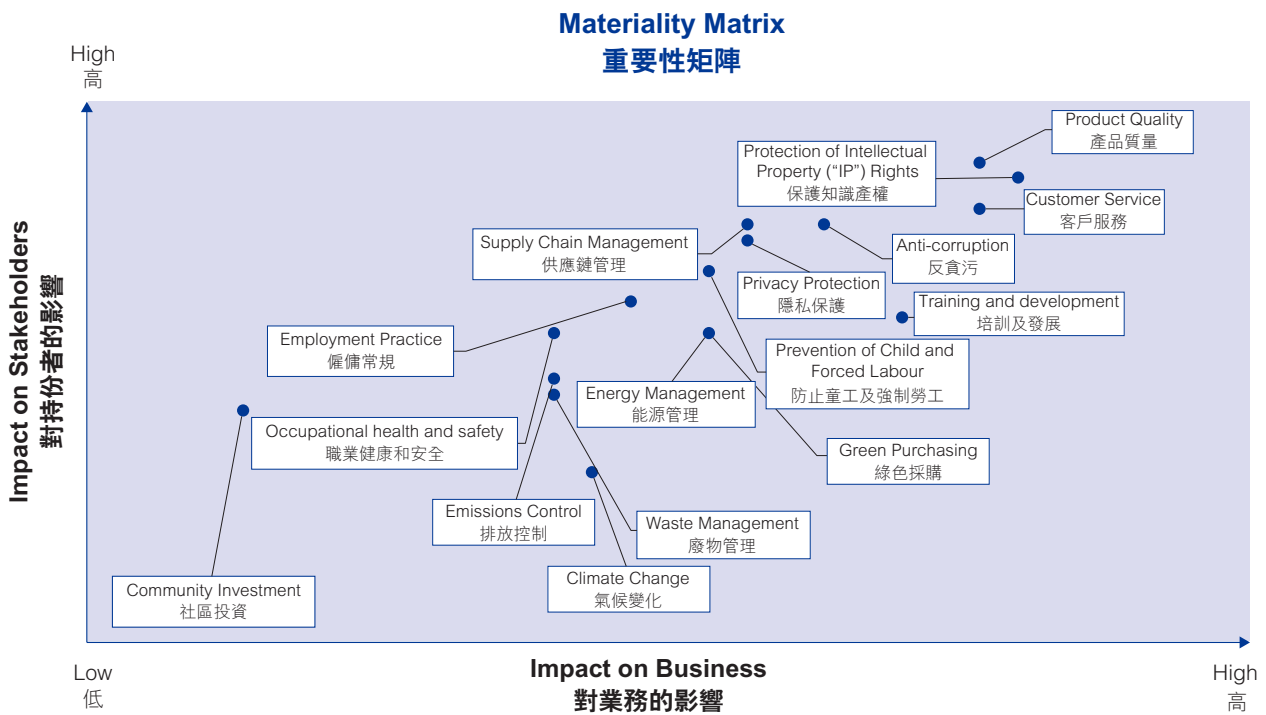 Materiality Matrix
重要性矩陣
High
高
Product Quality
產品質量
Protection of Intellectual
Property (“IP”) Rights
保護知識產權
Customer Service
客戶服務
Supply Chain Management
供應鏈管理
Anti-corruption
反貪污
Privacy Protection
隱私保護
Training and development
培訓及發展
Employment Practice
僱傭常規
Prevention of Child and
Forced Labour
防止童工及強制勞工
Energy Management
能源管理
Occupational health and safety
職業健康和安全
Green Purchasing
綠色採購
Emissions Control
排放控制
Waste Management
廢物管理
Climate Change
氣候變化
Community Investment
社區投資
Impact on Stakeholders
對持份者的影響
Low
低
Impact on Business
對業務的影響
High
高